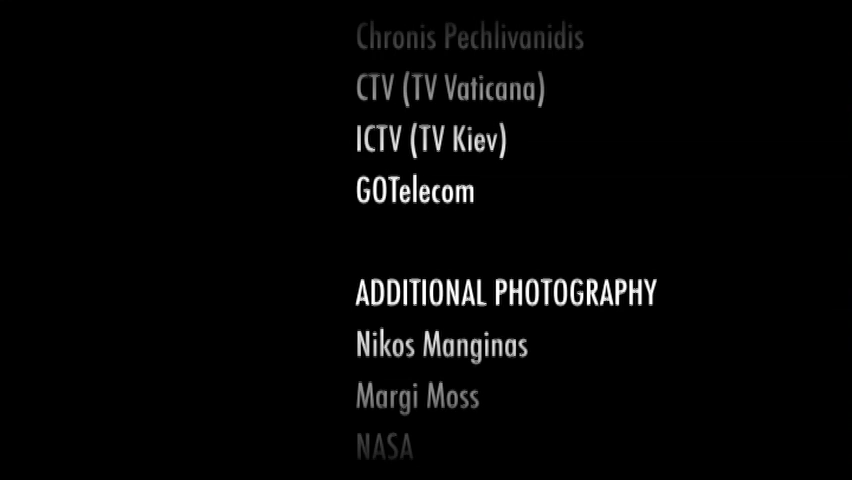 Chronis Pechlivanidis
CTV (TV Vaticana)
ICTV (TV Kiev)
GOTelecom
ADDITIONAL PHOTOGRAPHY
Nikos Manginas
Margi Moss
NASA